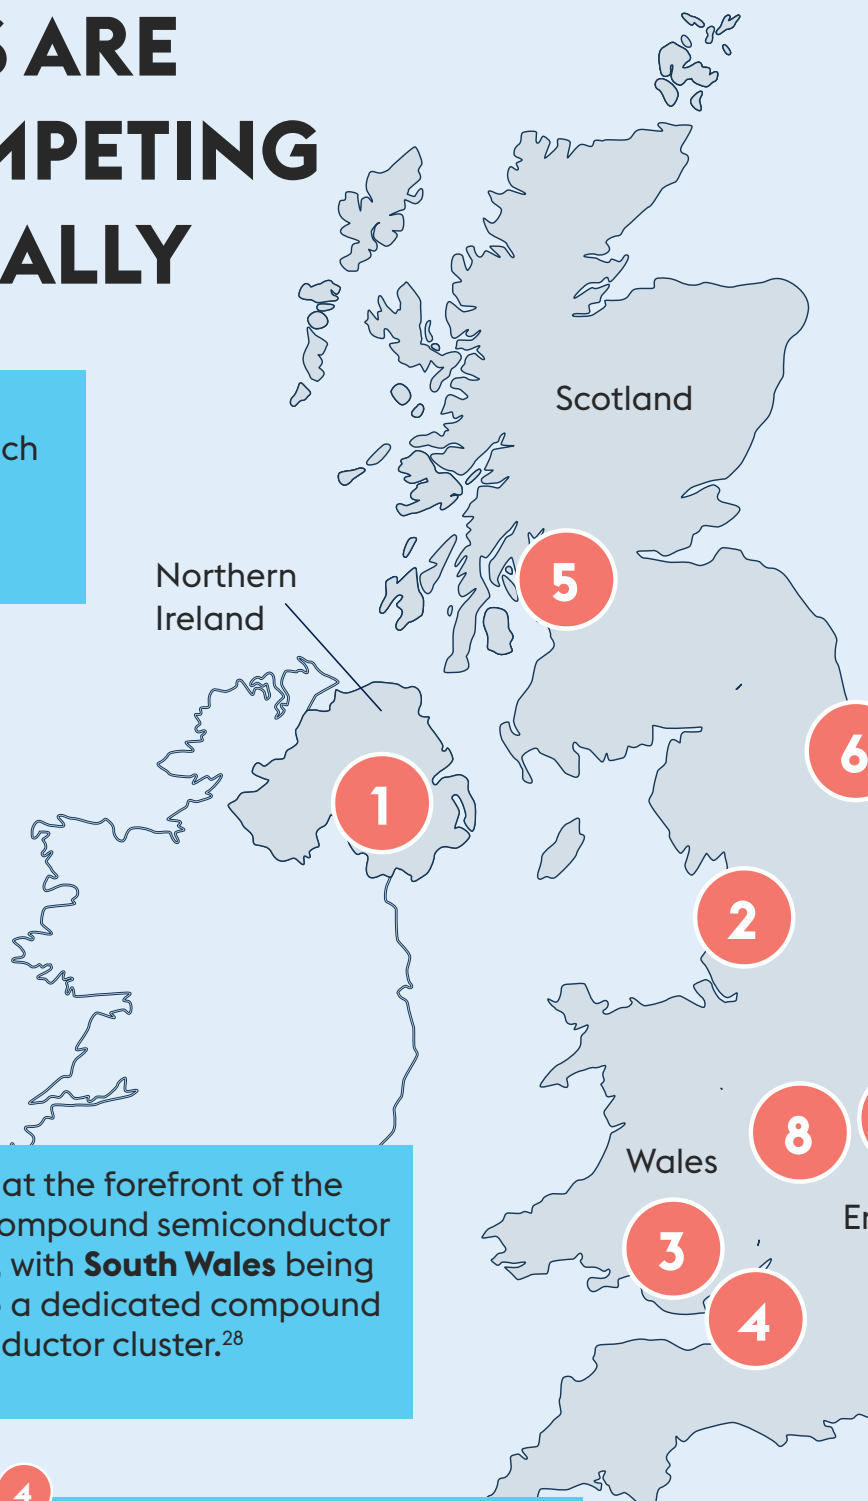 S ARE
MPETING
ALLY
ch
Scotland
Northern
Ireland
5
6
1
2
8
Wales
3
4
at the forefront of the
ompound semiconductor
with South Wales being
a dedicated compound
ductor cluster.28
4